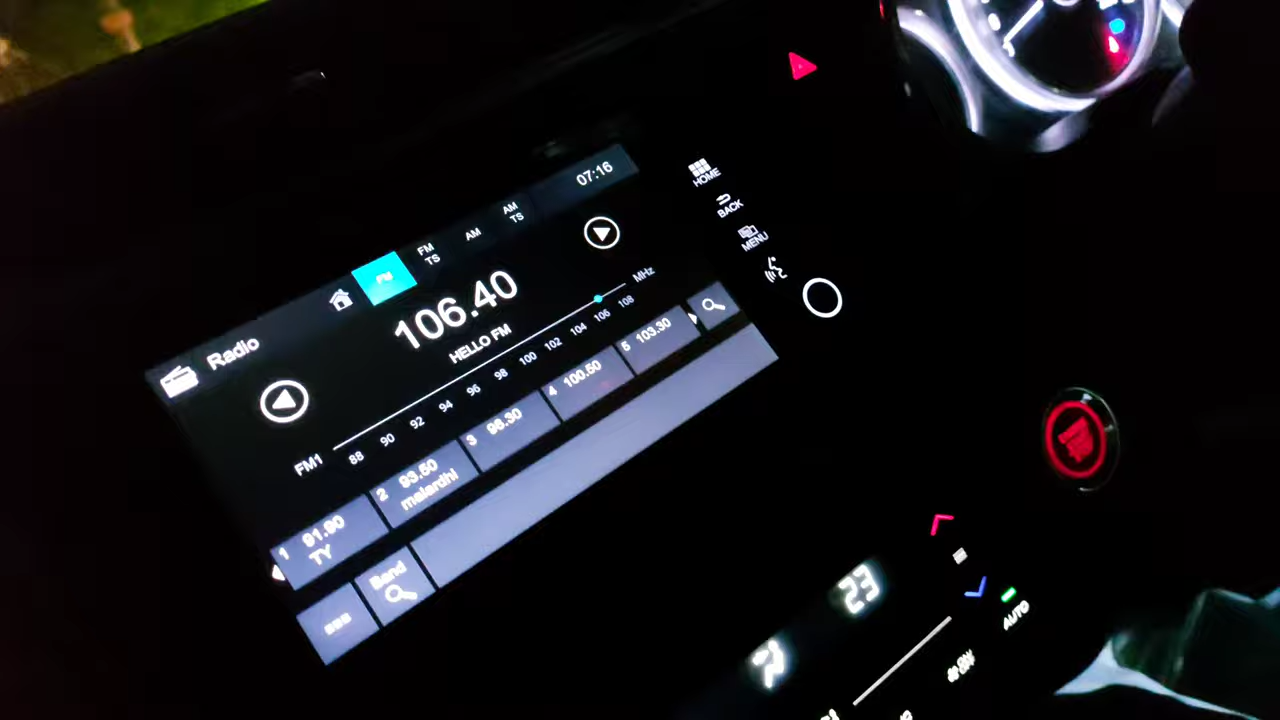 07:16
HOME
BACK
MENU
Radio
FM
FM
TS
AM
AM
TS
106.40
HELLO FM
MHz
FM1
88 90 92 94 96 98 100 102 104 106 108
1 91.90
TY
2 93.50
malardhi
3 98.30
4 100.50
5 103.30
Band
23
AUTO